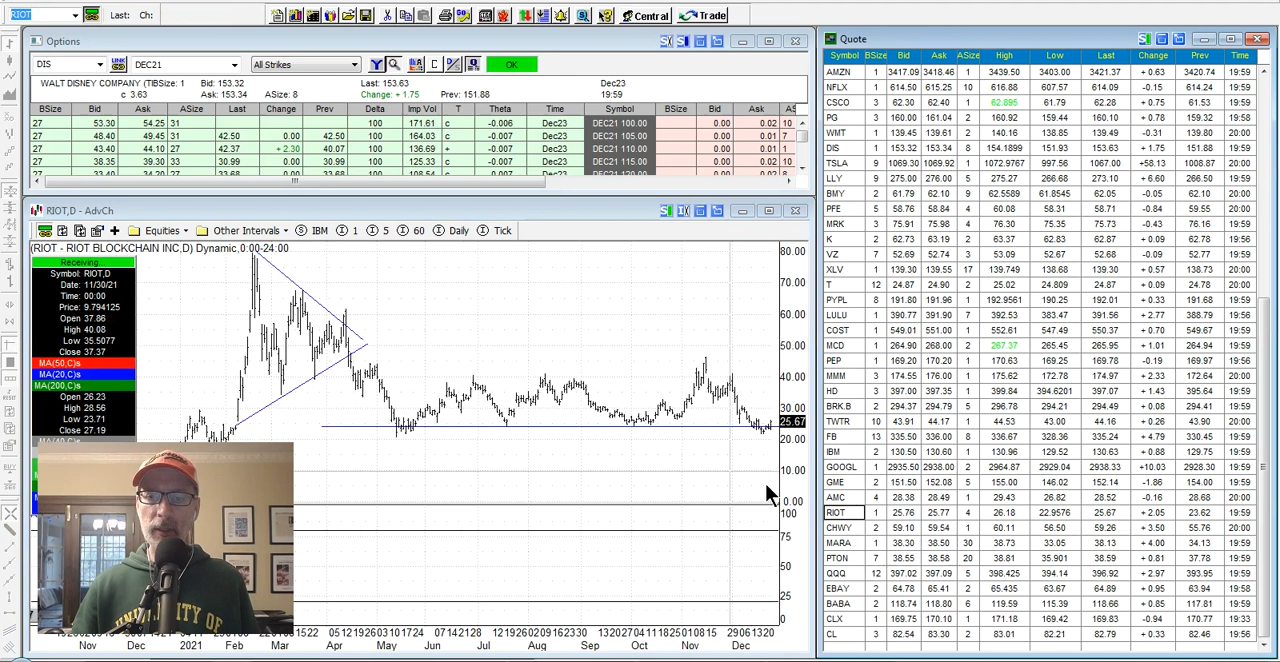 RIOT Last: Ch: Central Trade
Options
DIS LINK DEC21 All Strikes C OK
WALT DISNEY COMPANY (TIBSize: 1 Bid: 153.32 Last: 153.63 Dec23
c 3.63 Ask: 153.34 ASize: 8 Change: + 1.75 Prev: 151.88 19:59
BSize Bid Ask ASize Last Change Prev Delta Imp Vol T Theta Time Symbol BSize Bid Ask AS
27 53.30 54.25 31 100 171.61 c -0.006 Dec23 DEC21 100.00 0.00 0.02 10
27 48.40 49.45 31 42.50 0.00 42.50 100 164.03 c -0.007 Dec23 DEC21 105.00 0.00 0.01 7
27 43.40 44.10 27 42.37 + 2.30 40.07 100 136.69 + -0.007 Dec23 DEC21 110.00 0.00 0.01 12
27 38.35 39.30 33 30.99 0.00 30.99 100 125.33 c -0.007 Dec23 DEC21 115.00 0.00 0.01 1
RIOT,D - AdvCh
Equities Other Intervals IBM 1 5 60 Daily Tick
(RIOT - RIOT BLOCKCHAIN INC,D) Dynamic,0:00-24:00
Receiving...
Symbol: RIOT,D
Date: 11/30/21
Time: 00:00
Price: 9.794125
Open 37.86
High 40.08
Low 35.5077
Close 37.37
MA(50,C)s
MA(20,C)s
MA(200,C)s
Open 26.23
High 28.56
Low 23.71
Close 27.19
80.00
70.00
60.00
50.00
40.00
30.00
25.67
20.00
10.00
0.00
100
75
50
25
0
Nov Dec 2021 Feb Mar Apr May Jun Jul Aug Sep Oct Nov Dec
UNIVERSITY OF
Quote
Symbol BSize Bid Ask ASize High Low Last Change Prev Time
AMZN 1 3417.09 3418.46 1 3439.50 3403.00 3421.37 + 0.63 3420.74 19:59
NFLX 1 614.50 615.25 10 616.88 607.57 614.09 -0.15 614.24 19:59
CSCO 3 62.30 62.40 1 62.895 61.79 62.28 + 0.75 61.53 19:59
PG 3 160.00 161.04 2 160.92 159.44 160.10 + 0.78 159.32 19:58
WMT 1 139.45 139.61 2 140.16 138.85 139.49 -0.31 139.80 20:00
DIS 1 153.32 153.34 8 154.1899 151.93 153.63 + 1.75 151.88 19:59
TSLA 9 1069.30 1069.92 1 1072.9767 997.56 1067.00 +58.13 1008.87 20:00
LLY 9 275.00 276.00 5 275.27 266.68 273.10 + 6.60 266.50 19:59
BMY 2 61.79 62.10 9 62.5589 61.8545 62.05 -0.05 62.10 20:00
PFE 5 58.76 58.84 4 60.08 58.31 58.71 -0.84 59.55 20:00
MRK 1 75.91 75.98 3 76.30 75.35 75.73 -0.43 76.16 19:59
K 2 62.73 63.19 2 63.37 62.83 62.87 + 0.09 62.78 19:56
VZ 7 52.69 52.74 3 53.09 52.67 52.68 -0.09 52.77 19:59
XLV 1 139.30 139.55 17 139.749 138.68 139.30 + 0.57 138.73 20:00
T 12 24.87 24.90 2 25.02 24.809 24.87 + 0.09 24.78 20:00
PYPL 8 191.80 191.96 1 192.9561 190.25 192.01 + 0.33 191.68 19:59
LULU 1 390.77 391.90 2 392.53 383.47 391.56 + 2.77 388.79 19:56
COST 1 549.01 551.00 1 552.61 547.49 550.37 + 0.70 549.67 19:59
MCD 1 264.90 268.00 2 267.37 265.45 265.95 + 1.01 264.94 19:58
PEP 1 169.20 170.20 1 170.63 169.25 169.78 -0.19 169.97 19:56
MMM 3 174.55 176.00 1 175.62 172.78 174.97 + 2.33 172.64 20:00
HD 3 397.00 397.35 1 399.84 394.6201 397.07 + 1.43 395.64 19:59
BRK.B 2 294.37 294.79 5 296.78 294.21 294.49 + 0.08 294.41 19:59
TWTR 10 43.91 44.17 1 44.53 43.00 44.16 + 0.26 43.90 19:59
FB 13 335.50 336.00 8 336.67 328.36 335.24 + 4.79 330.45 19:59
IBM 2 130.50 130.60 1 130.96 129.52 130.63 + 0.88 129.75 19:59
GOOGL 1 2935.50 2938.00 2 2964.87 2929.04 2938.33 +10.03 2928.30 19:59
GME 2 151.50 152.08 1 155.00 146.02 152.14 -1.86 154.00 19:59
AMC 4 28.38 28.49 1 29.43 26.82 28.52 -0.16 28.68 20:00
RIOT 1 25.76 25.77 4 26.18 22.9576 25.67 + 2.05 23.62 19:59
CHWY 2 59.10 59.54 1 60.11 56.50 59.26 + 3.50 55.76 20:00
MARA 1 38.30 38.50 30 38.73 33.05 38.13 + 4.00 34.13 19:59
PTON 7 38.55 38.58 20 38.81 35.901 38.59 + 0.81 37.78 19:59
QQQ 12 397.02 397.09 5 398.425 394.14 396.92 + 2.97 393.95 19:59
EBAY 2 64.78 65.41 2 65.23 63.67 64.89 + 0.95 63.94 19:58
BABA 2 118.74 118.80 6 119.59 115.39 118.66 + 0.85 117.81 19:59
CLX 1 169.75 170.10 1 171.18 169.42 169.83 -0.94 170.77 19:33
CL 3 82.54 83.30 2 83.01 82.21 82.79 + 0.33 82.46 19:56